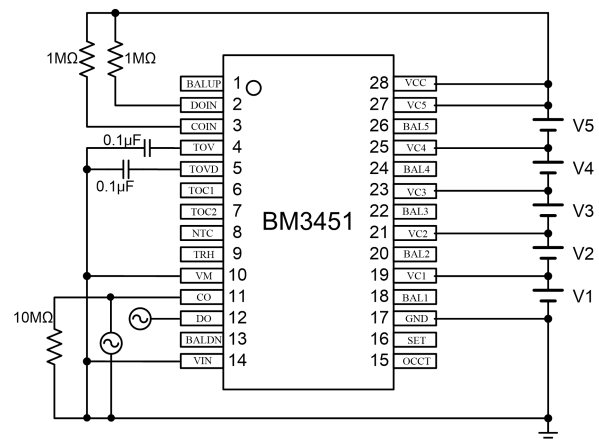 1MΩ 1MΩ
BALUP 1 28 VCC
DOIN 2 27 VC5
COIN 3 26 BAL5 V5
0.1μF TOV 4 25 VC4
0.1μF TOVD 5 24 BAL4 V4
TOC1 6 23 VC3
TOC2 7 22 BAL3 V3
BM3451
NTC 8 21 VC2
TRH 9 20 BAL2 V2
VM 10 19 VC1
CO 11 18 BAL1 V1
10MΩ DO 12 17 GND
BALDN 13 16 SET
VIN 14 15 OCCT